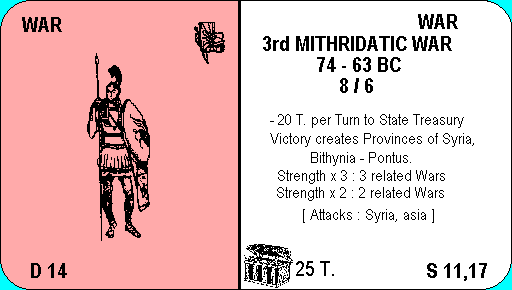 WAR
D 14
WAR
3rd MITHRIDATIC WAR
74 - 63 BC
8 / 6
- 20 T. per Turn to State Treasury
Victory creates Provinces of Syria,
Bithynia - Pontus.
Strength x 3 : 3 related Wars
Strength x 2 : 2 related Wars
[ Attacks : Syria, asia ]
25 T.
S 11,17